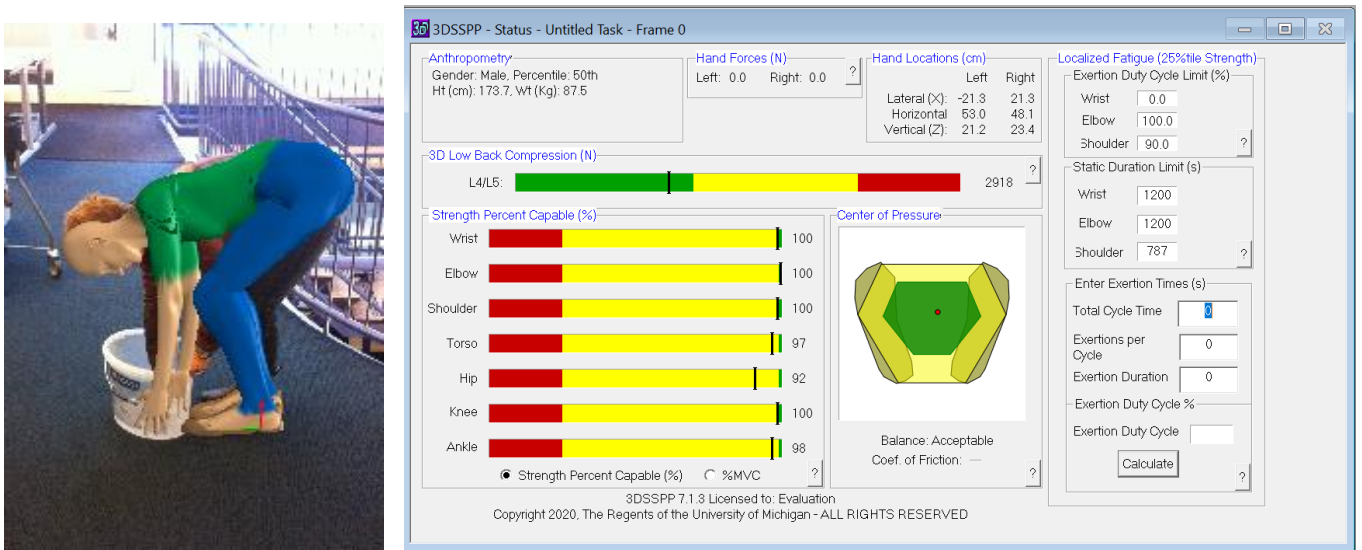 3DSSPP - Status - Untitled Task - Frame 0
Anthropometry
Gender: Male, Percentile: 50th
Ht (cm): 173.7, Wt (Kg): 87.5
Hand Forces (N)
Left: 0.0 Right: 0.0
?
Hand Locations (cm)
Left Right
Lateral (X): -21.3 21.3
Horizontal 53.0 48.1
Vertical (Z): 21.2 23.4
3D Low Back Compression (N)
L4/L5: 2918
?
Strength Percent Capable (%)
Wrist 100
Elbow 100
Shoulder 100
Torso 97
Hip 92
Knee 100
Ankle 98
Strength Percent Capable (%) %MVC
?
Center of Pressure
Balance: Acceptable
Coef. of Friction: —
?
Localized Fatigue (25%tile Strength)
Exertion Duty Cycle Limit (%)
Wrist 0.0
Elbow 100.0
Shoulder 90.0
?
Static Duration Limit (s)
Wrist 1200
Elbow 1200
Shoulder 787
?
Enter Exertion Times (s)
Total Cycle Time 0
Exertions per
Cycle 0
Exertion Duration 0
Exertion Duty Cycle %
Exertion Duty Cycle
Calculate
?
3DSSPP 7.1.3 Licensed to: Evaluation
Copyright 2020, The Regents of the University of Michigan - ALL RIGHTS RESERVED